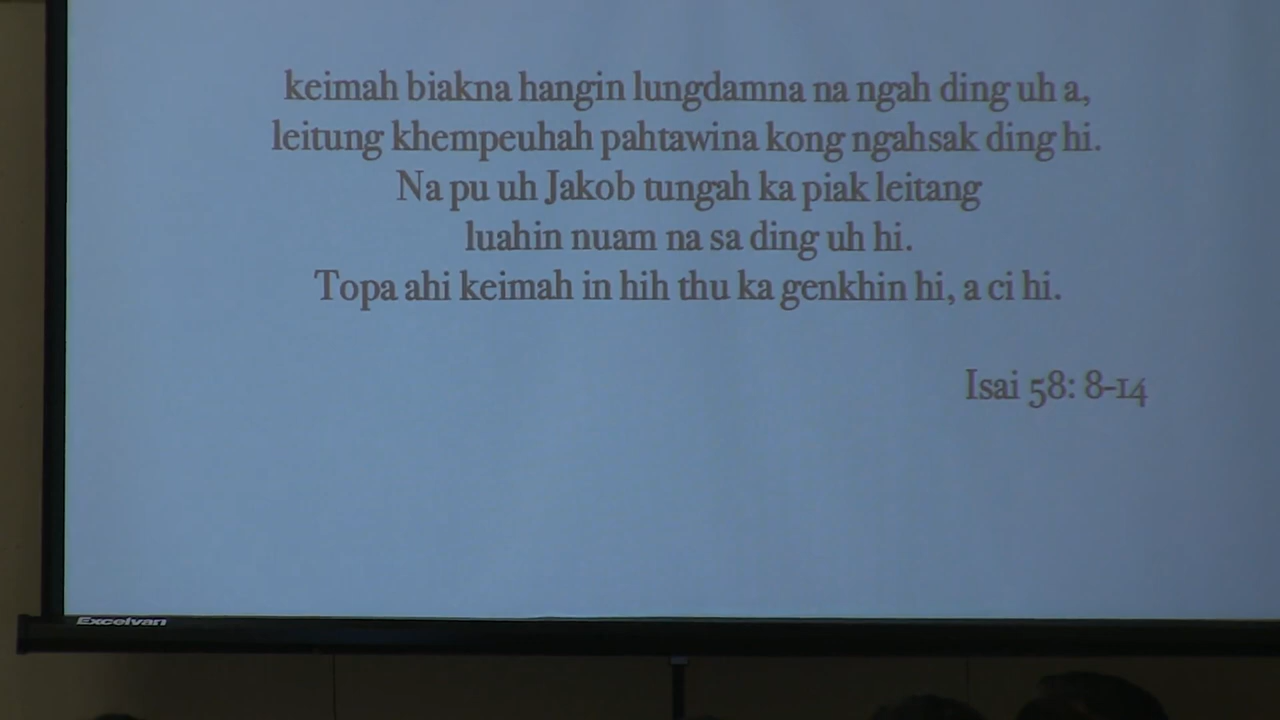 keimah biakna hangin lungdamna na ngah ding uh a,
leitung khempeuhah pahtawina kong ngahsak ding hi.
Na pu uh Jakob tungah ka piak leitang
luahin nuam na sa ding uh hi.
Topa ahi keimah in hih thu ka genkhin hi, a ci hi.
Isai 58: 8-14
Excelvan